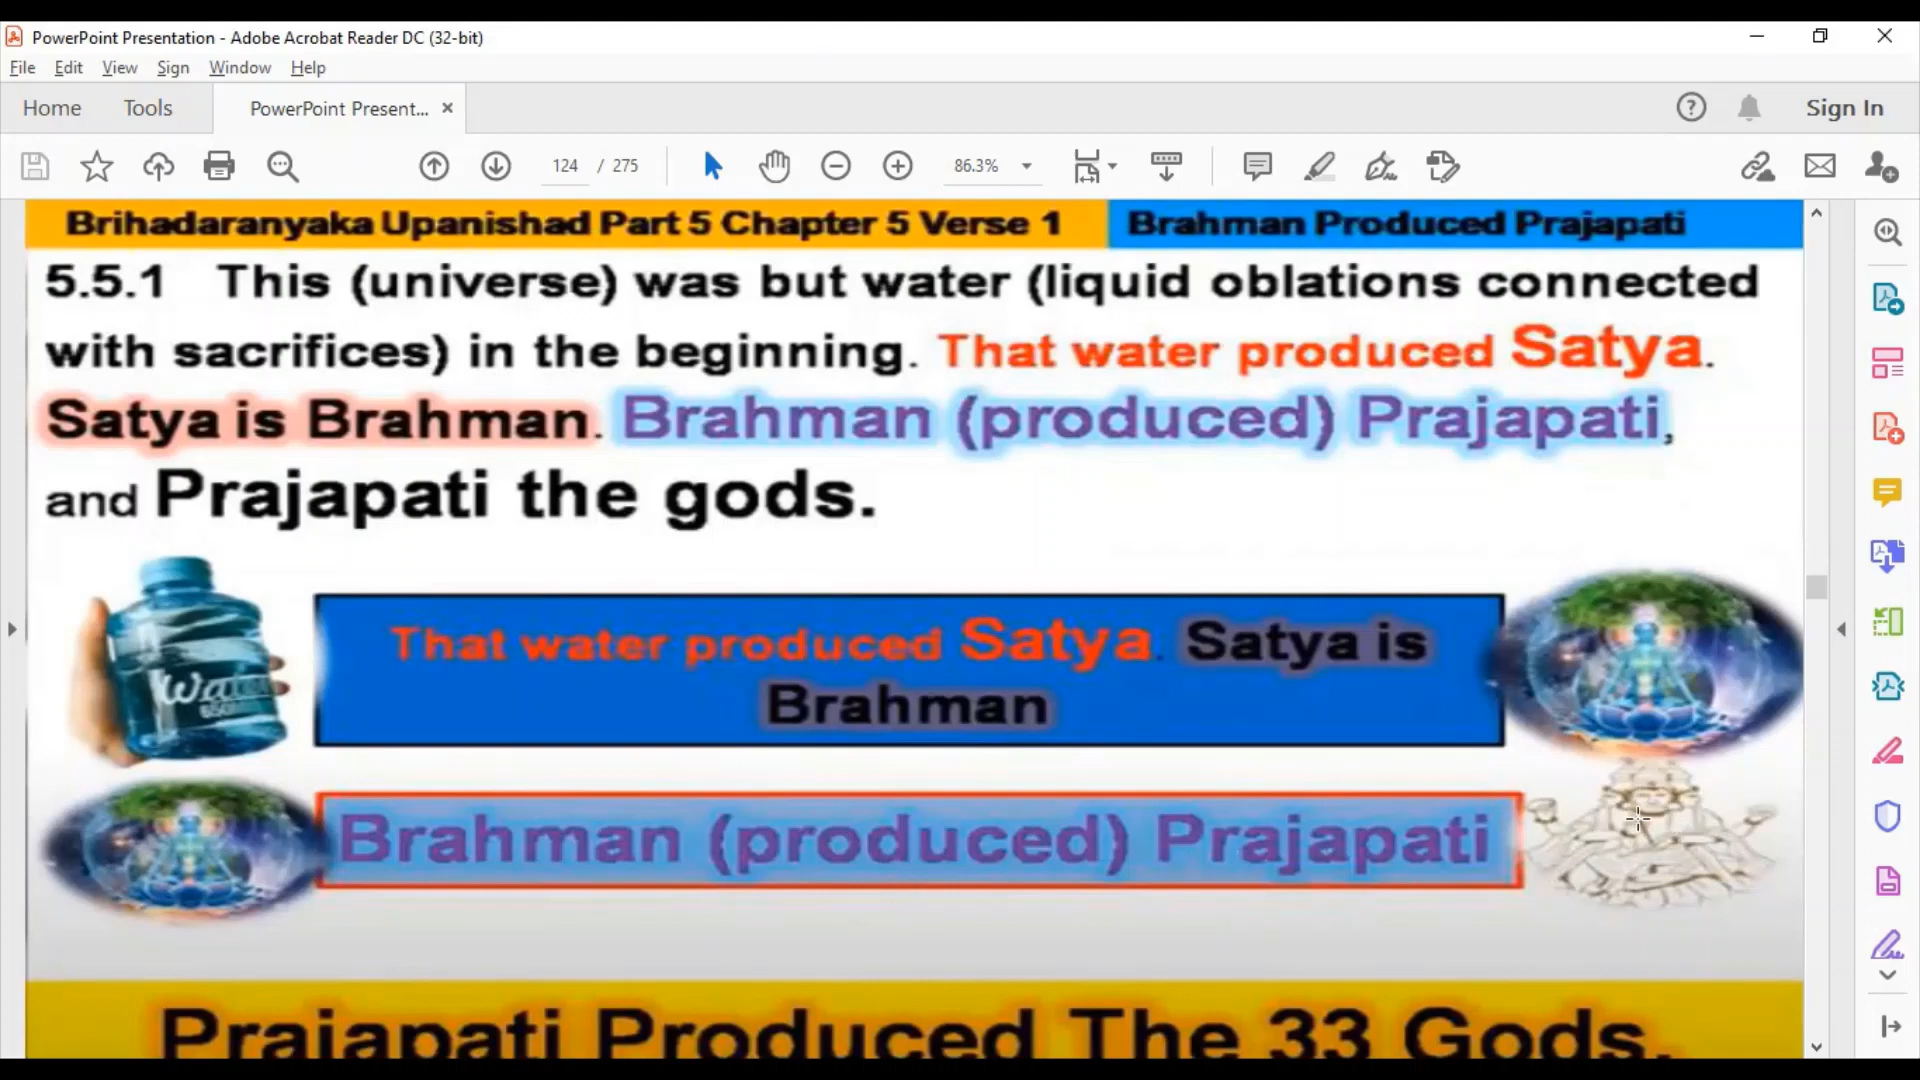 PowerPoint Presentation - Adobe Acrobat Reader DC (32-bit)
File Edit View Sign Window Help
Home Tools PowerPoint Present... Sign In
124 / 275 86.3%
Brihadaranyaka Upanishad Part 5 Chapter 5 Verse 1 Brahman Produced Prajapati
5.5.1 This (universe) was but water (liquid oblations connected
with sacrifices) in the beginning. That water produced Satya.
Satya is Brahman. Brahman (produced) Prajapati,
and Prajapati the gods.
Water
That water produced Satya. Satya is
Brahman
Brahman (produced) Prajapati
Prajapati Produced The 33 Gods.